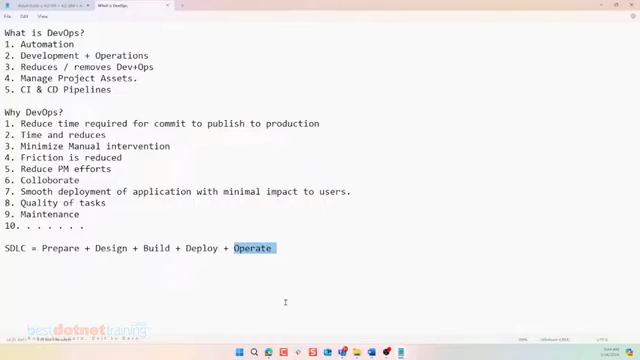 What is DevOps
File Edit View
What is DevOps?
1. Automation
2. Development + Operations
3. Reduces / removes Dev+Ops
4. Manage Project Assets.
5. CI & CD Pipelines
Why DevOps?
1. Reduce time required for commit to publish to production
2. Time and reduces
3. Minimize Manual intervention
4. Friction is reduced
5. Reduce PM efforts
6. Colloborate
7. Smooth deployment of application with minimal impact to users.
8. Quality of tasks
9. Maintenance
10. . . . . . .
SDLC = Prepare + Design + Build + Deploy + Operate
bestdotnettraining